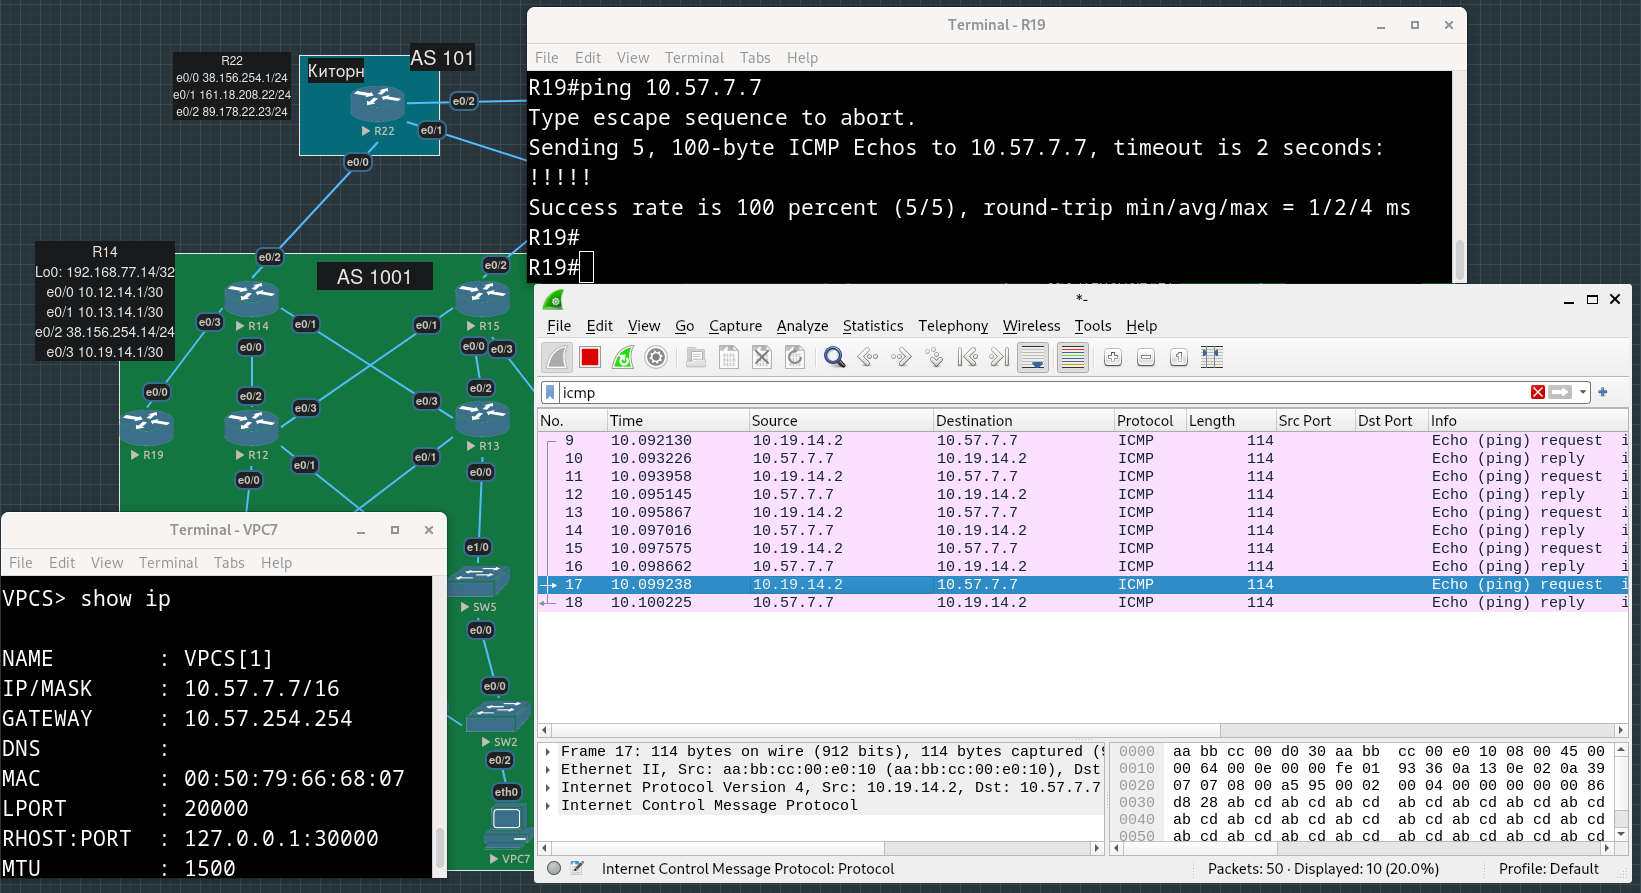 R22
e0/0 38.156.254.1/24
e0/1 161.18.208.22/24
e0/2 89.178.22.23/24
Киторн
AS 101
R22
e0/2
e0/1
e0/0
R14
Lo0: 192.168.77.14/32
e0/0 10.12.14.1/30
e0/1 10.13.14.1/30
e0/2 38.156.254.14/24
e0/3 10.19.14.1/30
AS 1001
e0/2
e0/2
R14
R15
e0/3
e0/1
e0/1
e0/0
e0/0
e0/3
e0/0
e0/2
e0/2
e0/3
e0/3
R19
R12
R13
e0/1
e0/1
e0/0
e0/0
e1/0
SW5
e0/0
e0/0
SW2
e0/2
eth0
VPC7
Terminal - R19
File Edit View Terminal Tabs Help
R19#ping 10.57.7.7
Type escape sequence to abort.
Sending 5, 100-byte ICMP Echos to 10.57.7.7, timeout is 2 seconds:
!!!!!
Success rate is 100 percent (5/5), round-trip min/avg/max = 1/2/4 ms
R19#
R19#
Terminal - VPC7
File Edit View Terminal Tabs Help
VPCS> show ip
NAME : VPCS[1]
IP/MASK : 10.57.7.7/16
GATEWAY : 10.57.254.254
DNS :
MAC : 00:50:79:66:68:07
LPORT : 20000
RHOST:PORT : 127.0.0.1:30000
MTU : 1500
*-
File Edit View Go Capture Analyze Statistics Telephony Wireless Tools Help
icmp
No. Time Source Destination Protocol Length Src Port Dst Port Info
9 10.092130 10.19.14.2 10.57.7.7 ICMP 114 Echo (ping) request i
10 10.093226 10.57.7.7 10.19.14.2 ICMP 114 Echo (ping) reply i
11 10.093958 10.19.14.2 10.57.7.7 ICMP 114 Echo (ping) request i
12 10.095145 10.57.7.7 10.19.14.2 ICMP 114 Echo (ping) reply i
13 10.095867 10.19.14.2 10.57.7.7 ICMP 114 Echo (ping) request i
14 10.097016 10.57.7.7 10.19.14.2 ICMP 114 Echo (ping) reply i
15 10.097575 10.19.14.2 10.57.7.7 ICMP 114 Echo (ping) request i
16 10.098662 10.57.7.7 10.19.14.2 ICMP 114 Echo (ping) reply i
17 10.099238 10.19.14.2 10.57.7.7 ICMP 114 Echo (ping) request i
18 10.100225 10.57.7.7 10.19.14.2 ICMP 114 Echo (ping) reply i
Frame 17: 114 bytes on wire (912 bits), 114 bytes captured (9
Ethernet II, Src: aa:bb:cc:00:e0:10 (aa:bb:cc:00:e0:10), Dst
Internet Protocol Version 4, Src: 10.19.14.2, Dst: 10.57.7.7
Internet Control Message Protocol
0000 aa bb cc 00 d0 30 aa bb cc 00 e0 10 08 00 45 00
0010 00 64 00 0e 00 00 fe 01 93 36 0a 13 0e 02 0a 39
0020 07 07 08 00 a5 95 00 02 00 04 00 00 00 00 00 86
0030 d8 28 ab cd ab cd ab cd ab cd ab cd ab cd ab cd
0040 ab cd ab cd ab cd ab cd ab cd ab cd ab cd ab cd
0050 ab cd ab cd ab cd ab cd ab cd ab cd ab cd ab cd
Internet Control Message Protocol: Protocol
Packets: 50 · Displayed: 10 (20.0%)
Profile: Default